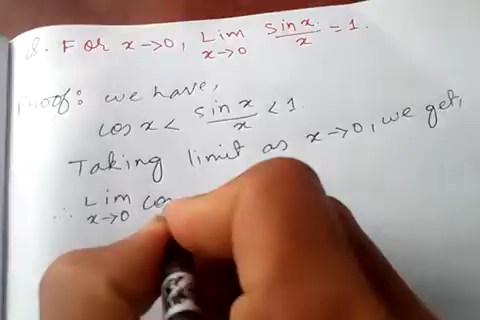 Q. For x→0, Lim x→0 sin x/x = 1.
Proof: we have,
cos x < sin x/x < 1.
Taking limit as x→0, we get,
∴ Lim x→0 co